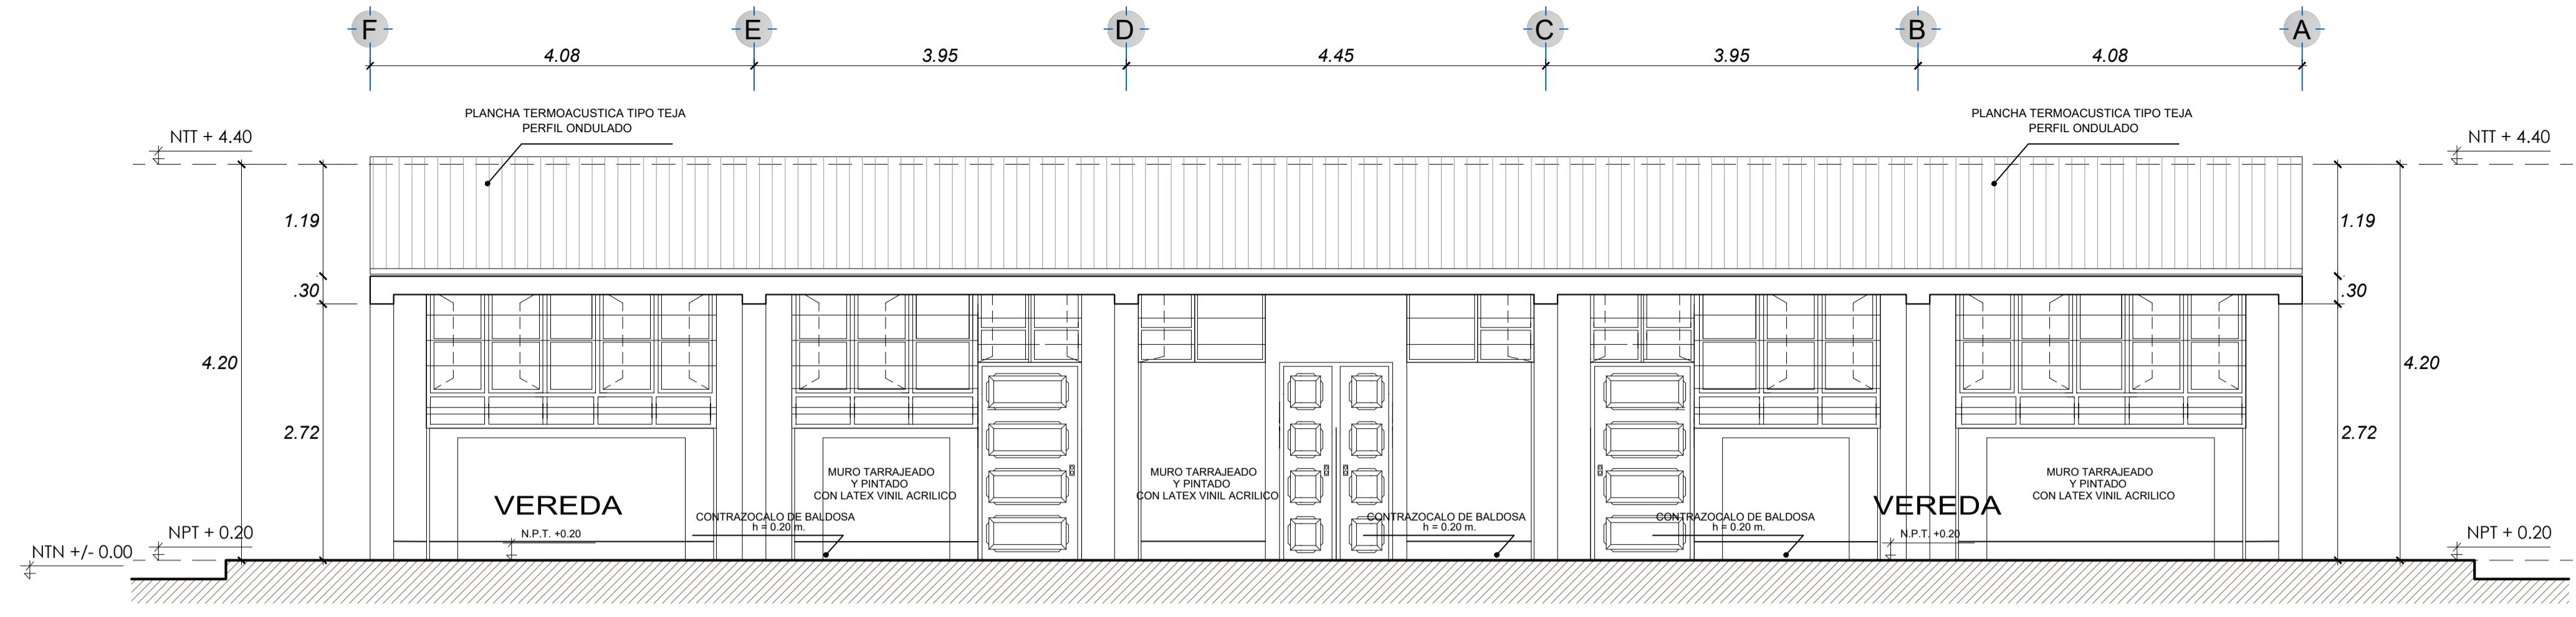 F E D C B A
4.08 3.95 4.45 3.95 4.08
PLANCHA TERMOACUSTICA TIPO TEJA
PERFIL ONDULADO
PLANCHA TERMOACUSTICA TIPO TEJA
PERFIL ONDULADO
NTT + 4.40
NTT + 4.40
1.19
1.19
.30
.30
4.20
4.20
2.72
2.72
MURO TARRAJEADO
Y PINTADO
CON LATEX VINIL ACRILICO
MURO TARRAJEADO
Y PINTADO
CON LATEX VINIL ACRILICO
MURO TARRAJEADO
Y PINTADO
CON LATEX VINIL ACRILICO
VEREDA
VEREDA
CONTRAZOCALO DE BALDOSA
h = 0.20 m.
CONTRAZOCALO DE BALDOSA
h = 0.20 m.
CONTRAZOCALO DE BALDOSA
h = 0.20 m.
N.P.T. +0.20
N.P.T. +0.20
NPT + 0.20
NPT + 0.20
NTN +/- 0.00